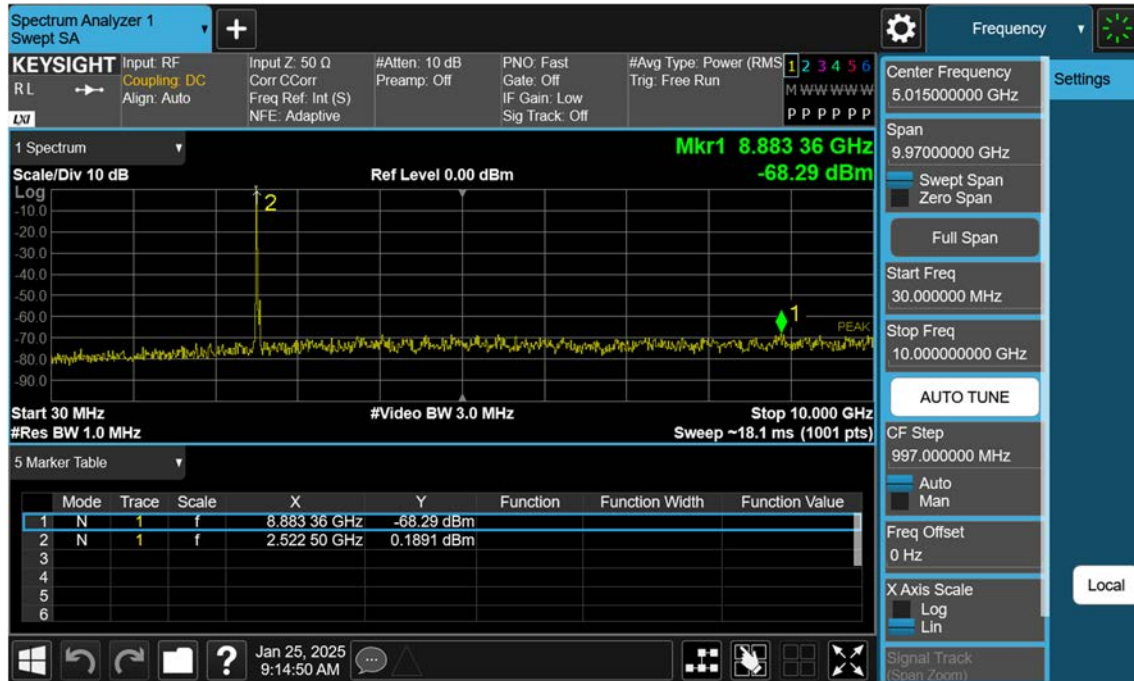 Spectrum Analyzer 1
Swept SA
+
Frequency
KEYSIGHT
RL
LXI
Input: RF
Coupling: DC
Align: Auto
Input Z: 50 Ω
Corr CCorr
Freq Ref: Int (S)
NFE: Adaptive
#Atten: 10 dB
Preamp: Off
PNO: Fast
Gate: Off
IF Gain: Low
Sig Track: Off
#Avg Type: Power (RMS
Trig: Free Run
1 2 3 4 5 6
M W W W W W
P P P P P P
Center Frequency
5.015000000 GHz
Settings
1 Spectrum
Mkr1 8.883 36 GHz
-68.29 dBm
Scale/Div 10 dB
Ref Level 0.00 dBm
Log
-10.0
-20.0
-30.0
-40.0
-50.0
-60.0
-70.0
-80.0
-90.0
2
1
PEAK
Start 30 MHz
#Video BW 3.0 MHz
Stop 10.000 GHz
#Res BW 1.0 MHz
Sweep ~18.1 ms (1001 pts)
Span
9.97000000 GHz
Swept Span
Zero Span
Full Span
Start Freq
30.000000 MHz
Stop Freq
10.000000000 GHz
AUTO TUNE
CF Step
997.000000 MHz
Auto
Man
Freq Offset
0 Hz
X Axis Scale
Log
Lin
Signal Track
(Span Zoom)
Local
5 Marker Table
Mode Trace Scale X Y Function Function Width Function Value
1 N 1 f 8.883 36 GHz -68.29 dBm
2 N 1 f 2.522 50 GHz 0.1891 dBm
3
4
5
6
?
Jan 25, 2025
9:14:50 AM